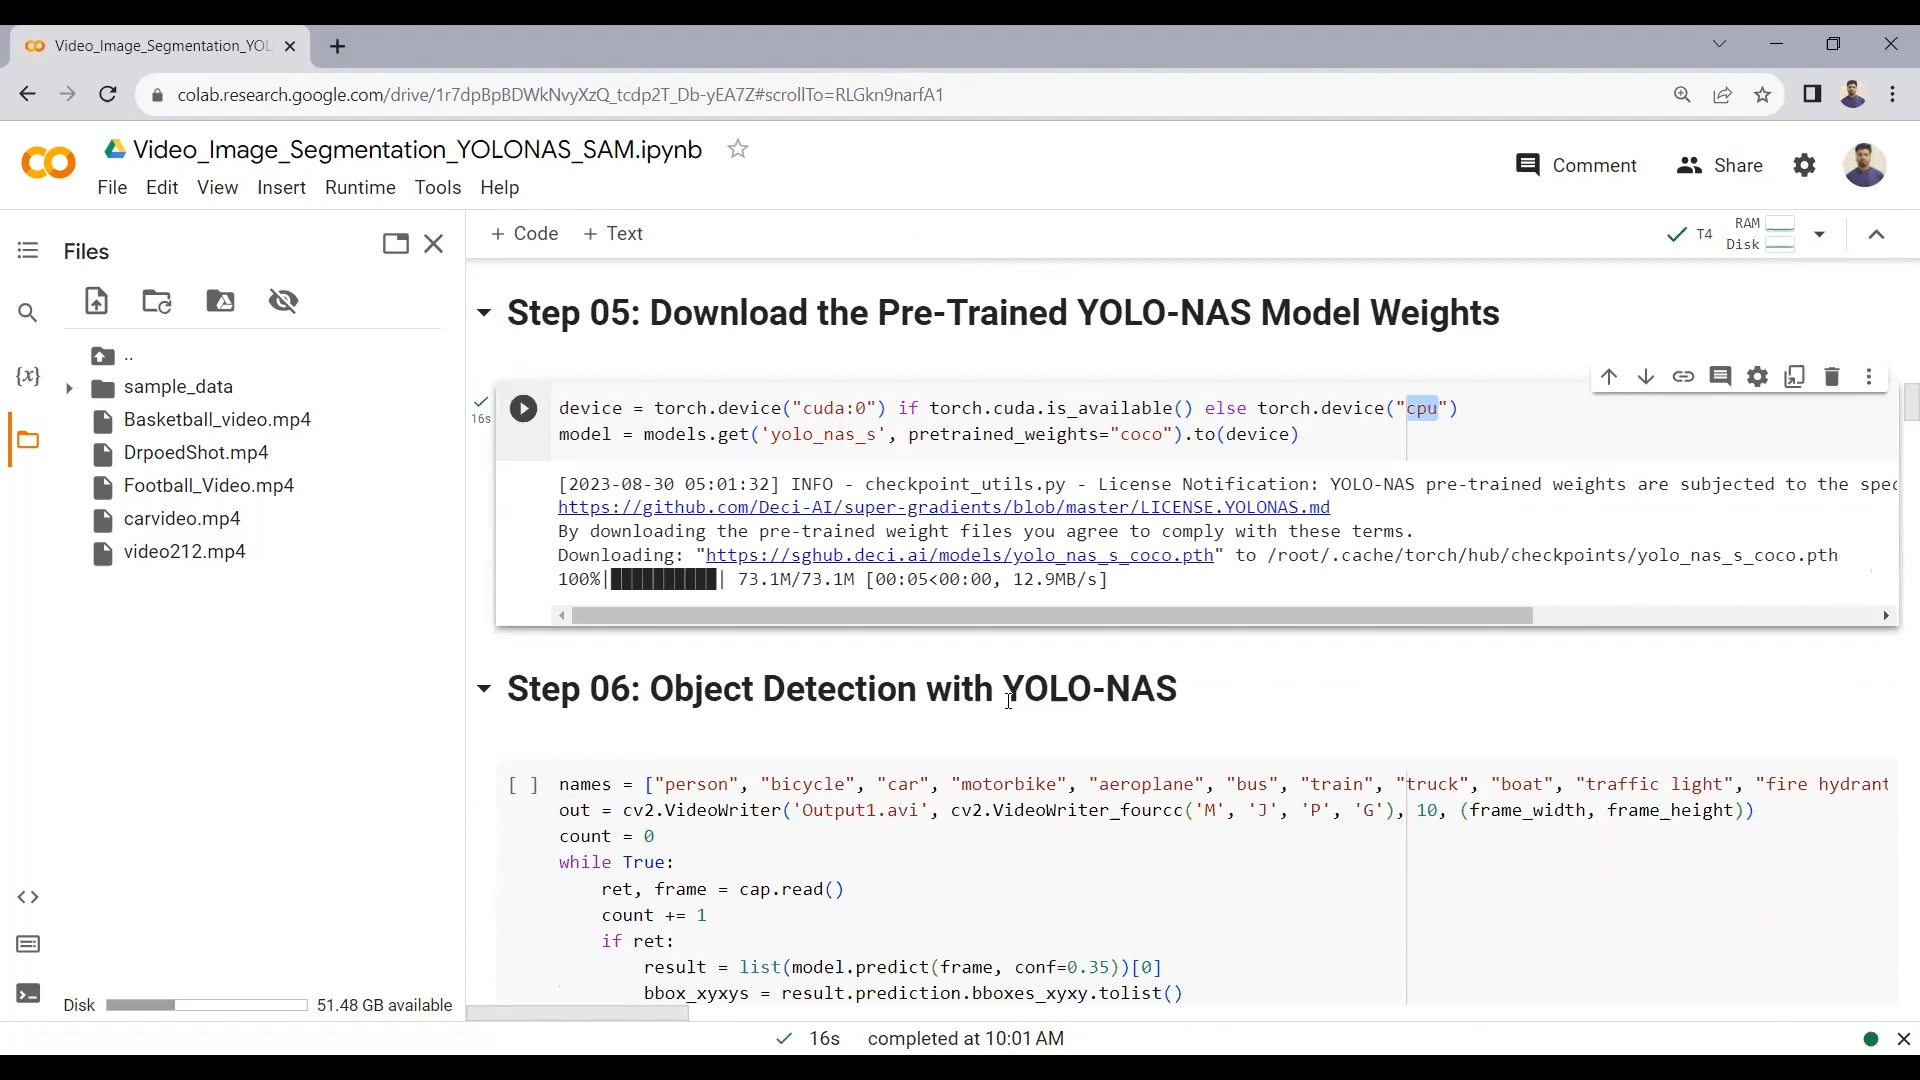 Video_Image_Segmentation_YOL
colab.research.google.com/drive/1r7dpBpBDWkNvyXzQ_tcdp2T_Db-yEA7Z#scrollTo=RLGkn9narfA1
Video_Image_Segmentation_YOLONAS_SAM.ipynb
File Edit View Insert Runtime Tools Help
Comment Share
Files
+ Code + Text
T4 RAM
Disk
..
sample_data
Basketball_video.mp4
DrpoedShot.mp4
Football_Video.mp4
carvideo.mp4
video212.mp4
Disk 51.48 GB available
Step 05: Download the Pre-Trained YOLO-NAS Model Weights
16s
device = torch.device("cuda:0") if torch.cuda.is_available() else torch.device("cpu")
model = models.get('yolo_nas_s', pretrained_weights="coco").to(device)
[2023-08-30 05:01:32] INFO - checkpoint_utils.py - License Notification: YOLO-NAS pre-trained weights are subjected to the spec
https://github.com/Deci-AI/super-gradients/blob/master/LICENSE.YOLONAS.md
By downloading the pre-trained weight files you agree to comply with these terms.
Downloading: "https://sghub.deci.ai/models/yolo_nas_s_coco.pth" to /root/.cache/torch/hub/checkpoints/yolo_nas_s_coco.pth
100%|██████████| 73.1M/73.1M [00:05<00:00, 12.9MB/s]
Step 06: Object Detection with YOLO-NAS
[ ] names = ["person", "bicycle", "car", "motorbike", "aeroplane", "bus", "train", "truck", "boat", "traffic light", "fire hydrant
out = cv2.VideoWriter('Output1.avi', cv2.VideoWriter_fourcc('M', 'J', 'P', 'G'), 10, (frame_width, frame_height))
count = 0
while True:
ret, frame = cap.read()
count += 1
if ret:
result = list(model.predict(frame, conf=0.35))[0]
bbox_xyxys = result.prediction.bboxes_xyxy.tolist()
16s completed at 10:01 AM